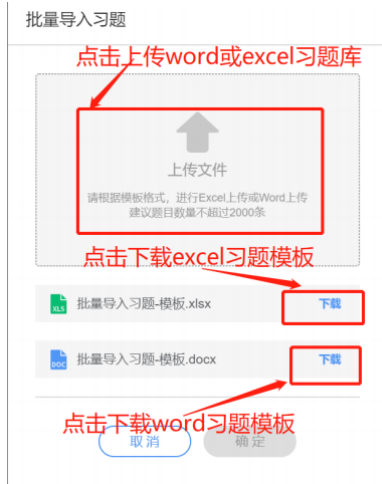 批量导入习题
点击上传word或excel习题库
上传文件
请根据模板格式，进行Excel上传或Word上传
建议题目数量不超过2000条
点击下载excel习题模板
XLS 批量导入习题-模板.xlsx 下载
DOC 批量导入习题-模板.docx 下载
点击下载word习题模板
取消 确定